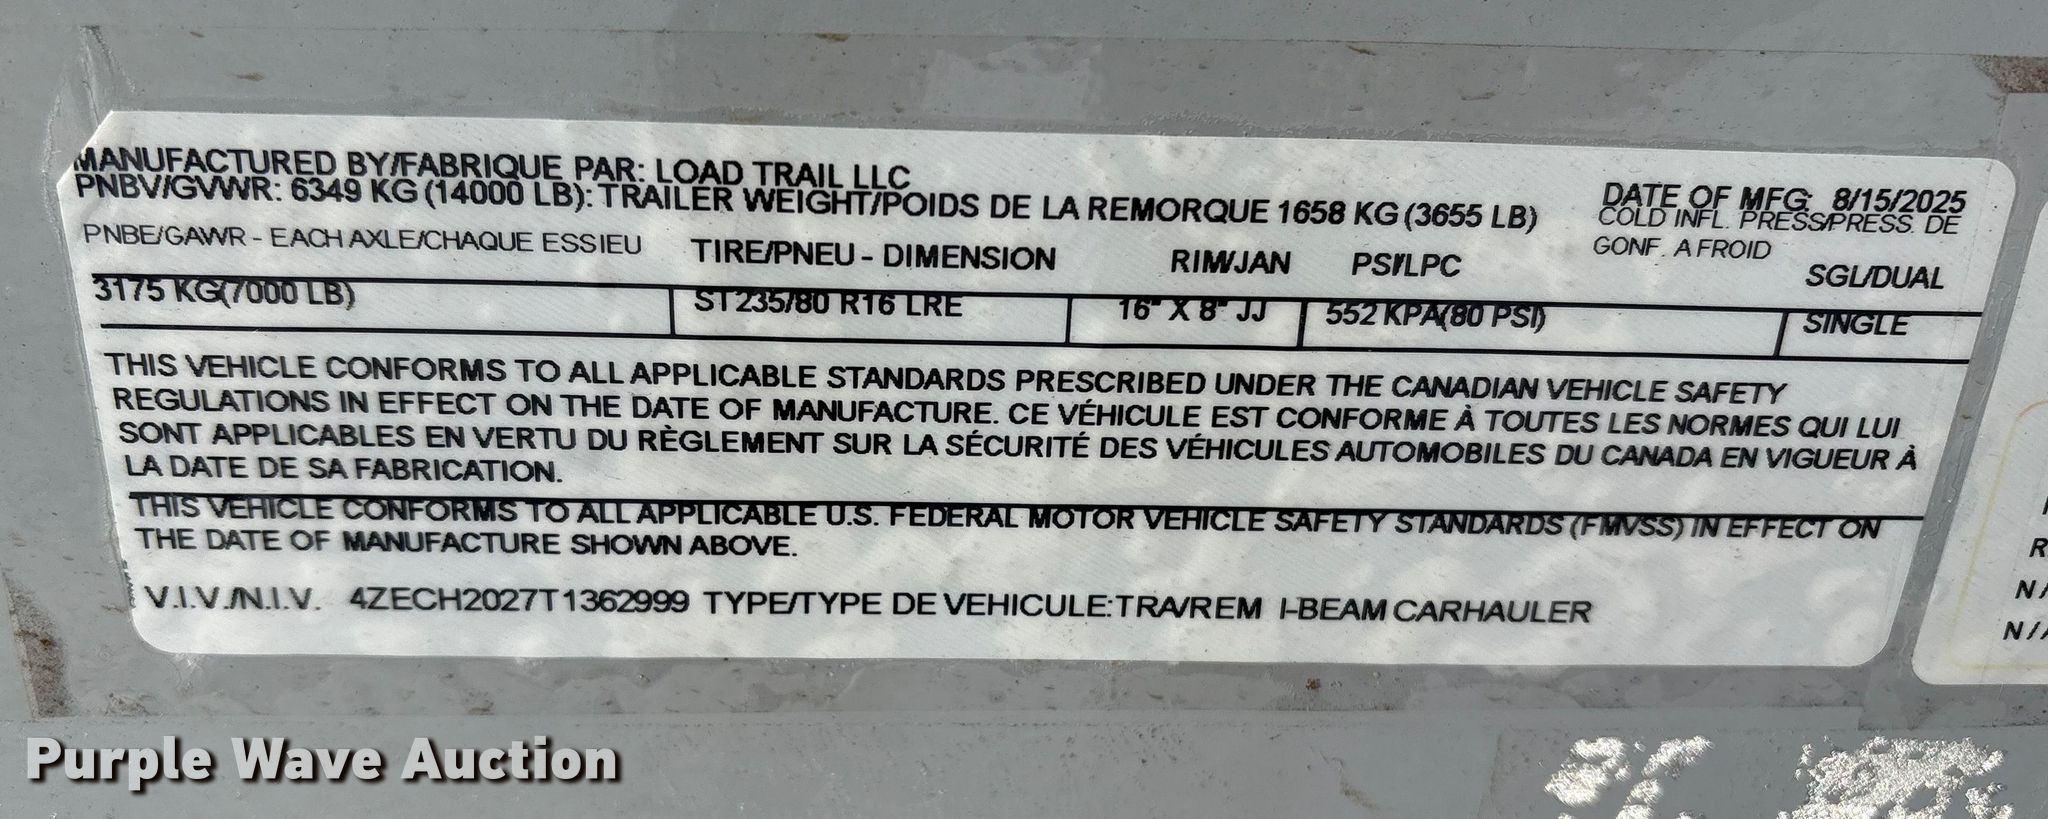 MANUFACTURED BY/FABRIQUE PAR: LOAD TRAIL LLC
DATE OF MFG: 8/15/2025
PNBV/GVWR: 6349 KG (14000 LB): TRAILER WEIGHT/POIDS DE LA REMORQUE 1658 KG (3655 LB)
COLD INFL. PRESS/PRESS. DE
GONF. A FROID
PNBE/GAWR - EACH AXLE/CHAQUE ESSIEU TIRE/PNEU - DIMENSION RIM/JAN PSI/LPC SGL/DUAL
3175 KG(7000 LB) ST235/80 R16 LRE 16" X 8" JJ 552 KPA(80 PSI) SINGLE
THIS VEHICLE CONFORMS TO ALL APPLICABLE STANDARDS PRESCRIBED UNDER THE CANADIAN VEHICLE SAFETY
REGULATIONS IN EFFECT ON THE DATE OF MANUFACTURE. CE VÉHICULE EST CONFORME À TOUTES LES NORMES QUI LUI
SONT APPLICABLES EN VERTU DU RÈGLEMENT SUR LA SÉCURITÉ DES VÉHICULES AUTOMOBILES DU CANADA EN VIGUEUR À
LA DATE DE SA FABRICATION.
THIS VEHICLE CONFORMS TO ALL APPLICABLE U.S. FEDERAL MOTOR VEHICLE SAFETY STANDARDS (FMVSS) IN EFFECT ON
THE DATE OF MANUFACTURE SHOWN ABOVE.
V.I.V./N.I.V. 4ZECH2027T1362999 TYPE/TYPE DE VEHICULE:TRA/REM I-BEAM CARHAULER
Purple Wave Auction